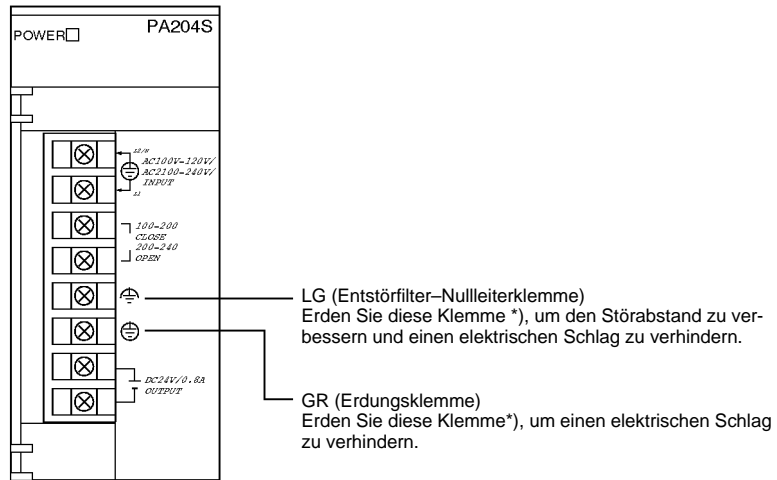 PA204S
POWER
L2/N
AC100V-120V/
AC2100-240V/
INPUT
L1
100-200
CLOSE
200-240
OPEN
LG (Entstörfilter–Nullleiterklemme)
Erden Sie diese Klemme *), um den Störabstand zu ver-
bessern und einen elektrischen Schlag zu verhindern.
DC24V/0.8A
OUTPUT
GR (Erdungsklemme)
Erden Sie diese Klemme*), um einen elektrischen Schlag
zu verhindern.